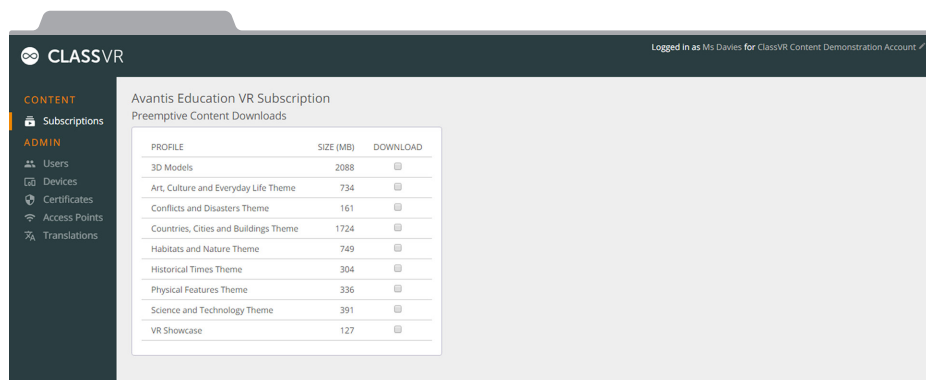 CLASSVR
Logged in as Ms Davies for ClassVR Content Demonstration Account
CONTENT
Subscriptions
ADMIN
Users
Devices
Certificates
Access Points
Translations
Avantis Education VR Subscription
Preemptive Content Downloads
PROFILE SIZE (MB) DOWNLOAD
3D Models 2088
Art, Culture and Everyday Life Theme 734
Conflicts and Disasters Theme 161
Countries, Cities and Buildings Theme 1724
Habitats and Nature Theme 749
Historical Times Theme 304
Physical Features Theme 336
Science and Technology Theme 391
VR Showcase 127